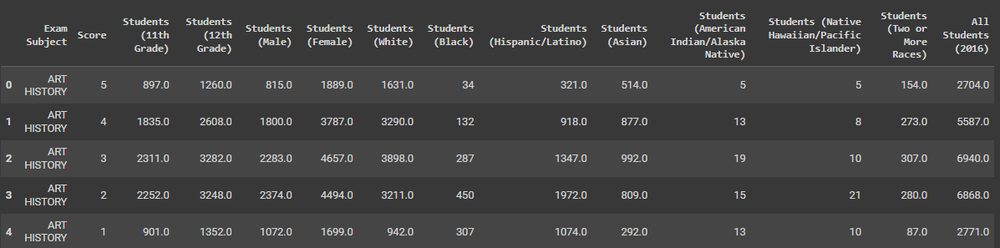 Exam Subject Score Students (11th Grade) Students (12th Grade) Students (Male) Students (Female) Students (White) Students (Black) Students (Hispanic/Latino) Students (Asian) Students (American Indian/Alaska Native) Students (Native Hawaiian/Pacific Islander) Students (Two or More Races) All Students (2016)
0 ART HISTORY 5 897.0 1260.0 815.0 1889.0 1631.0 34 321.0 514.0 5 5 154.0 2704.0
1 ART HISTORY 4 1835.0 2608.0 1800.0 3787.0 3290.0 132 918.0 877.0 13 8 273.0 5587.0
2 ART HISTORY 3 2311.0 3282.0 2283.0 4657.0 3898.0 287 1347.0 992.0 19 10 307.0 6940.0
3 ART HISTORY 2 2252.0 3248.0 2374.0 4494.0 3211.0 450 1972.0 809.0 15 21 280.0 6868.0
4 ART HISTORY 1 901.0 1352.0 1072.0 1699.0 942.0 307 1074.0 292.0 13 10 87.0 2771.0